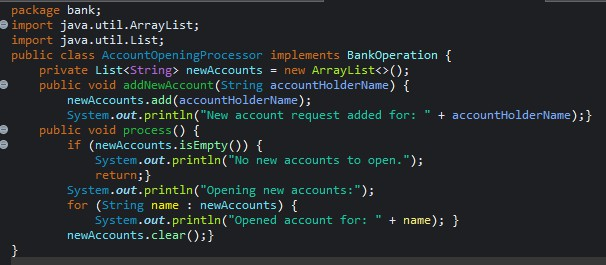 package bank;
import java.util.ArrayList;
import java.util.List;
public class AccountOpeningProcessor implements BankOperation {
    private List<String> newAccounts = new ArrayList<>();
    public void addNewAccount(String accountHolderName) {
        newAccounts.add(accountHolderName);
        System.out.println("New account request added for: " + accountHolderName);}
    public void process() {
        if (newAccounts.isEmpty()) {
            System.out.println("No new accounts to open.");
            return;}
        System.out.println("Opening new accounts:");
        for (String name : newAccounts) {
            System.out.println("Opened account for: " + name); }
        newAccounts.clear();}
}